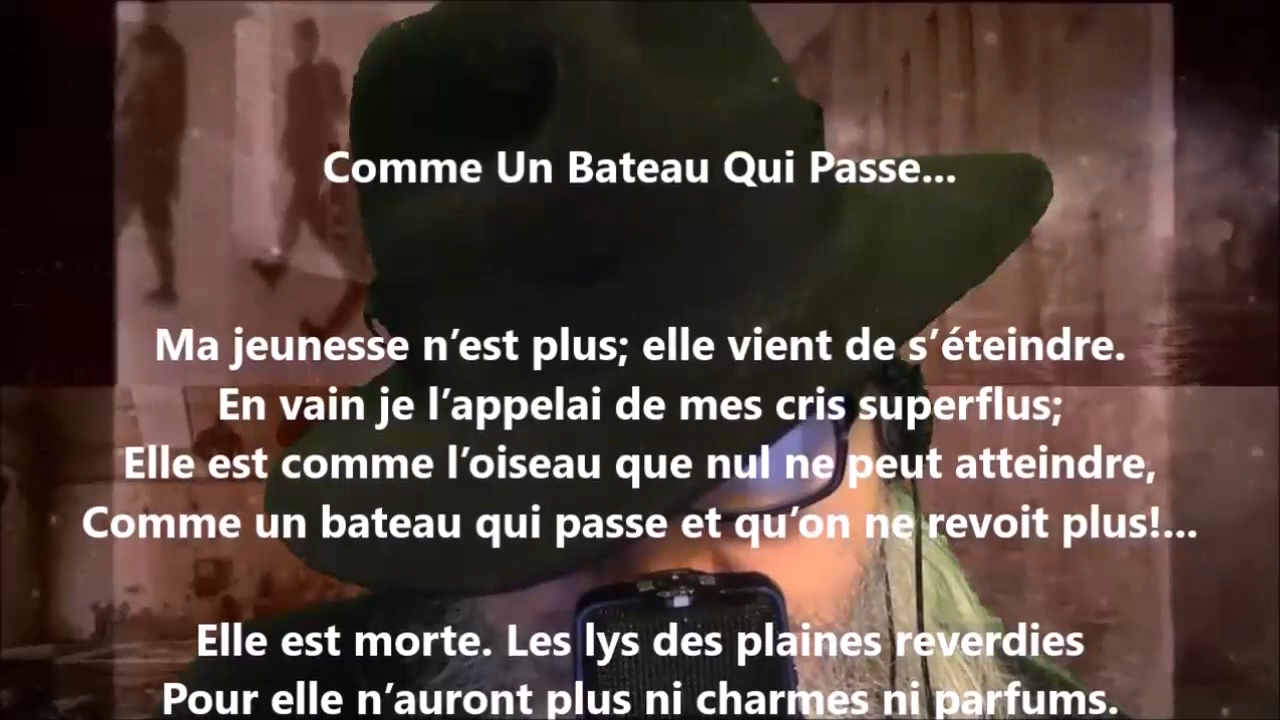 Comme Un Bateau Qui Passe...
Ma jeunesse n’est plus; elle vient de s’éteindre.
En vain je l’appelai de mes cris superflus;
Elle est comme l’oiseau que nul ne peut atteindre,
Comme un bateau qui passe et qu’on ne revoit plus!...
Elle est morte. Les lys des plaines reverdies
Pour elle n’auront plus ni charmes ni parfums.